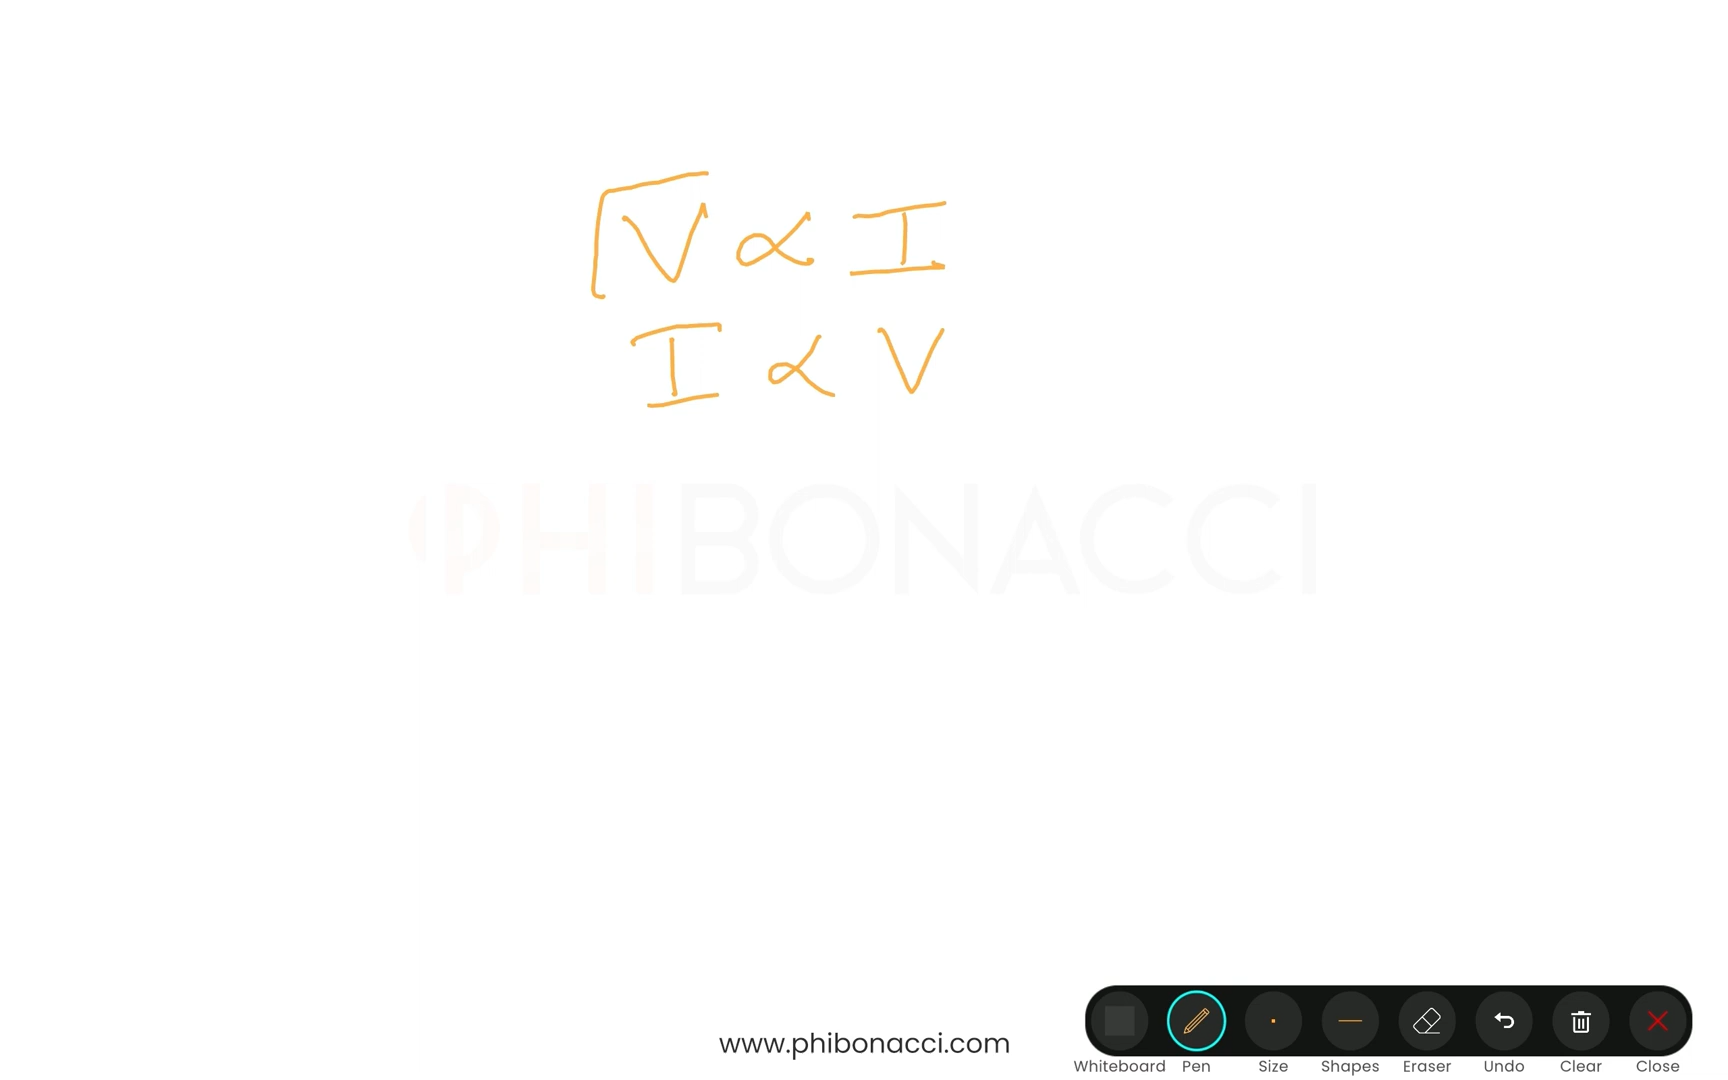 V ∝ I
I ∝ V
PHIBONACCI
www.phibonacci.com
Whiteboard Pen Size Shapes Eraser Undo Clear Close